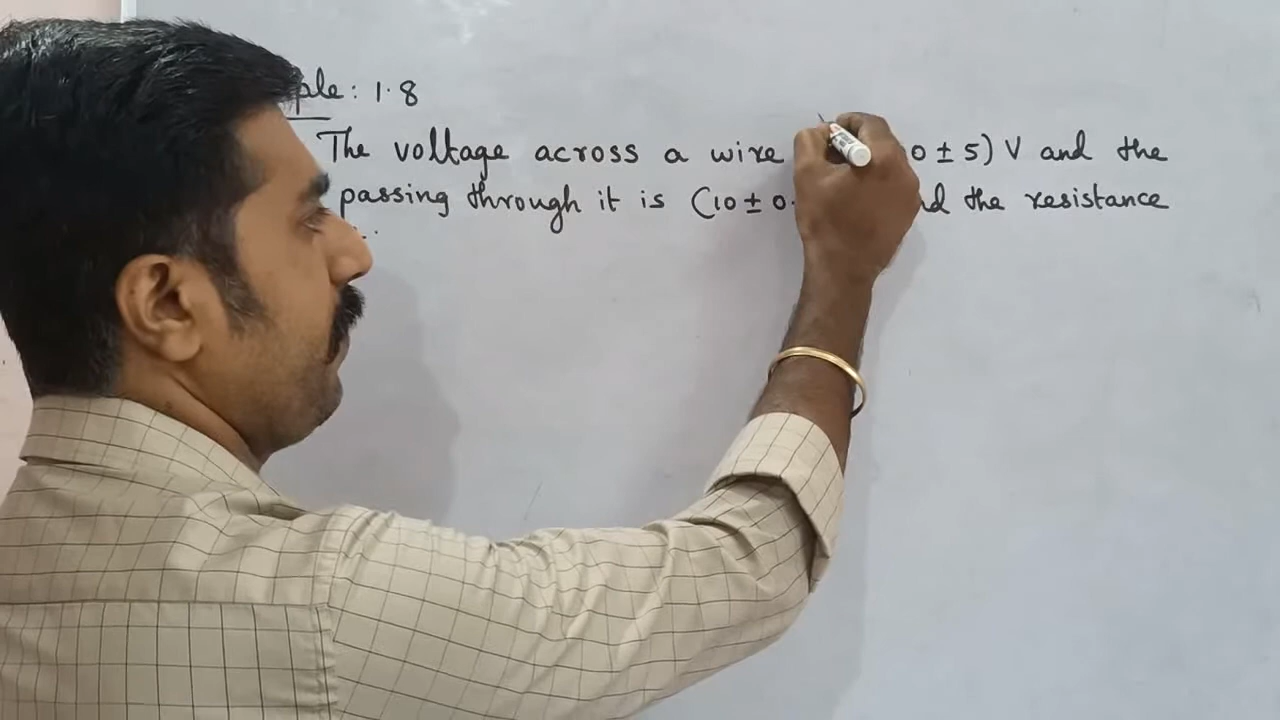 ple: 1.8
The voltage across a wire 0 ± 5) V and the
passing through it is (10 ± 0. d the resistance